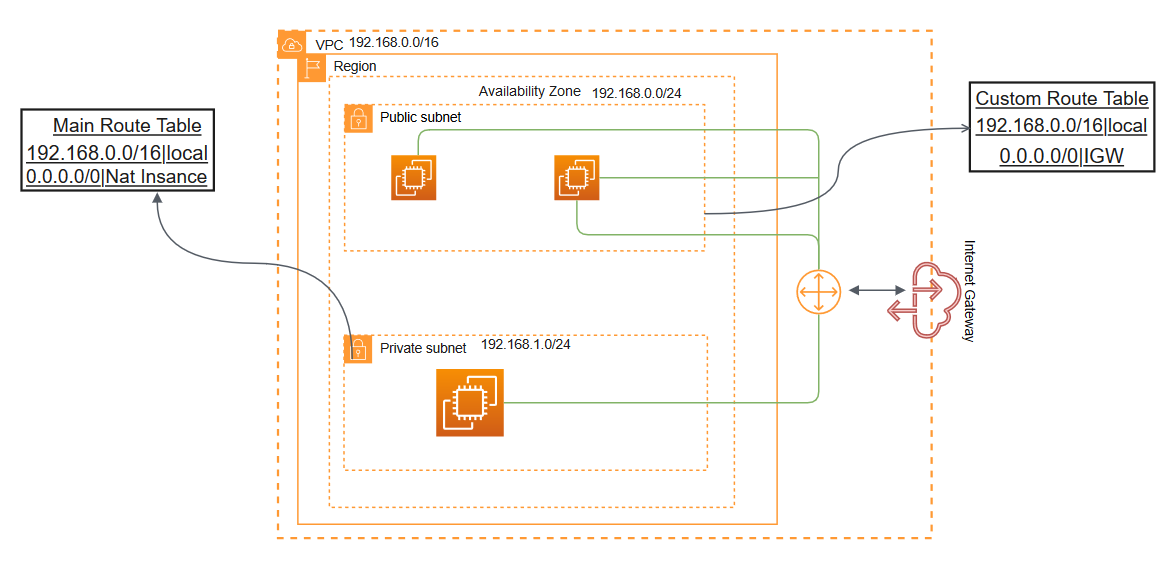 VPC 192.168.0.0/16
Region
Availability Zone 192.168.0.0/24
Public subnet
Custom Route Table
192.168.0.0/16|local
0.0.0.0/0|IGW
Main Route Table
192.168.0.0/16|local
0.0.0.0/0|Nat Insance
Internet Gateway
Private subnet 192.168.1.0/24